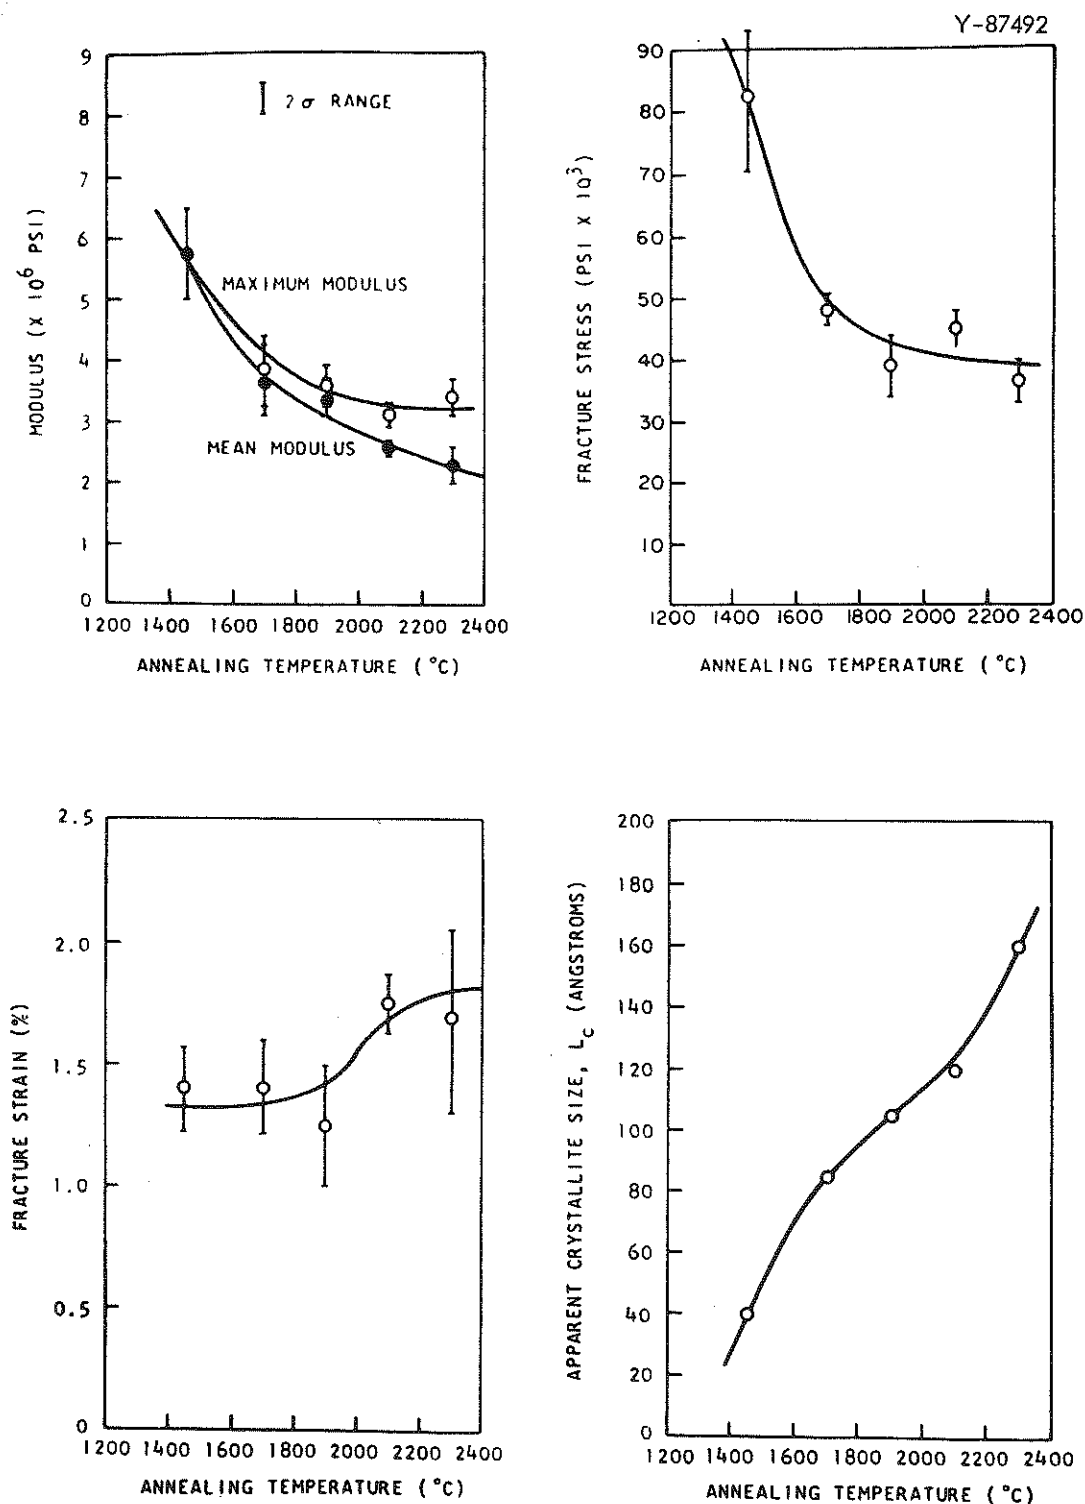 Y-87492
9
8
7
6
5
4
3
2
1
0
1200 1400 1600 1800 2000 2200 2400
MODULUS (X 10⁶ PSI)
ANNEALING TEMPERATURE (°C)
2σ RANGE
MAXIMUM MODULUS
MEAN MODULUS
90
80
70
60
50
40
30
20
10
1200 1400 1600 1800 2000 2200 2400
FRACTURE STRESS (PSI X 10³)
ANNEALING TEMPERATURE (°C)
2.5
2.0
1.5
1.0
0.5
0
1200 1400 1600 1800 2000 2200 2400
FRACTURE STRAIN (%)
ANNEALING TEMPERATURE (°C)
200
180
160
140
120
100
80
60
40
20
0
1200 1400 1600 1800 2000 2200 2400
APPARENT CRYSTALLITE SIZE, L_c (ANGSTROMS)
ANNEALING TEMPERATURE (°C)